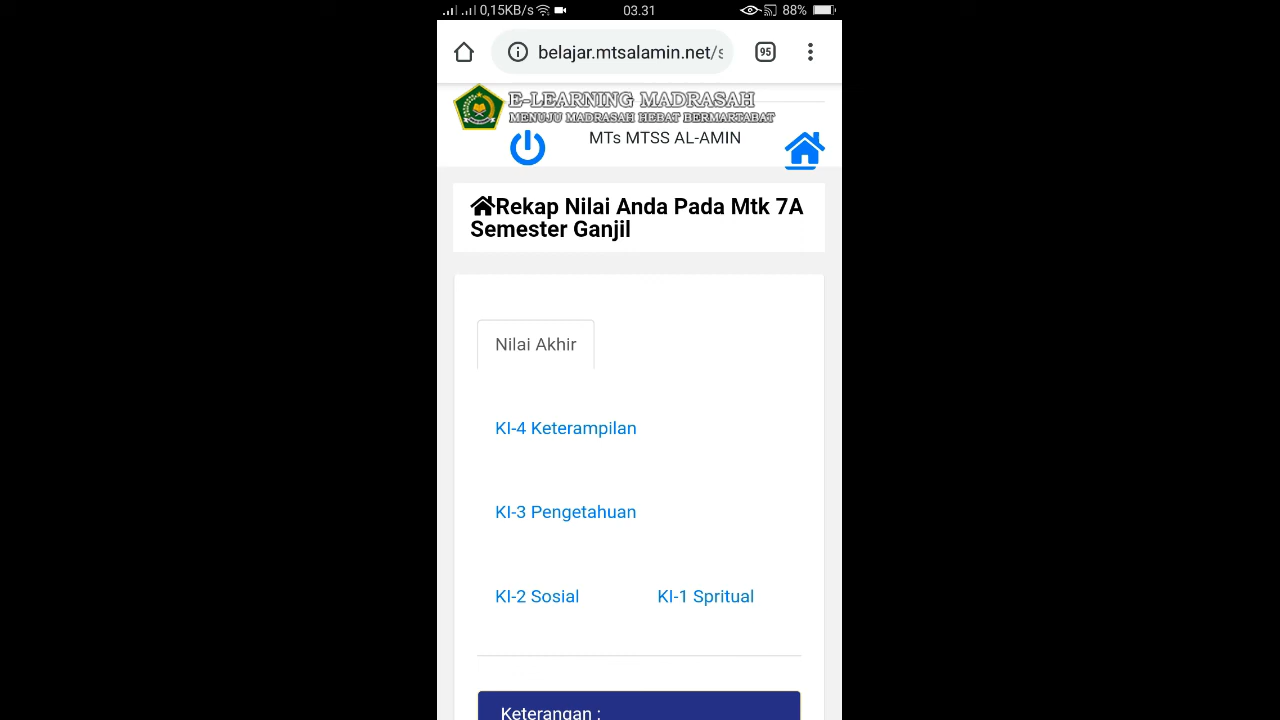 0,15KB/s 03.31 88%
belajar.mtsalamin.net/s 95
E-LEARNING MADRASAH
MENUJU MADRASAH HEBAT BERMARTABAT
MTs MTSS AL-AMIN
Rekap Nilai Anda Pada Mtk 7A
Semester Ganjil
Nilai Akhir
KI-4 Keterampilan
KI-3 Pengetahuan
KI-2 Sosial KI-1 Spritual
Keterangan :